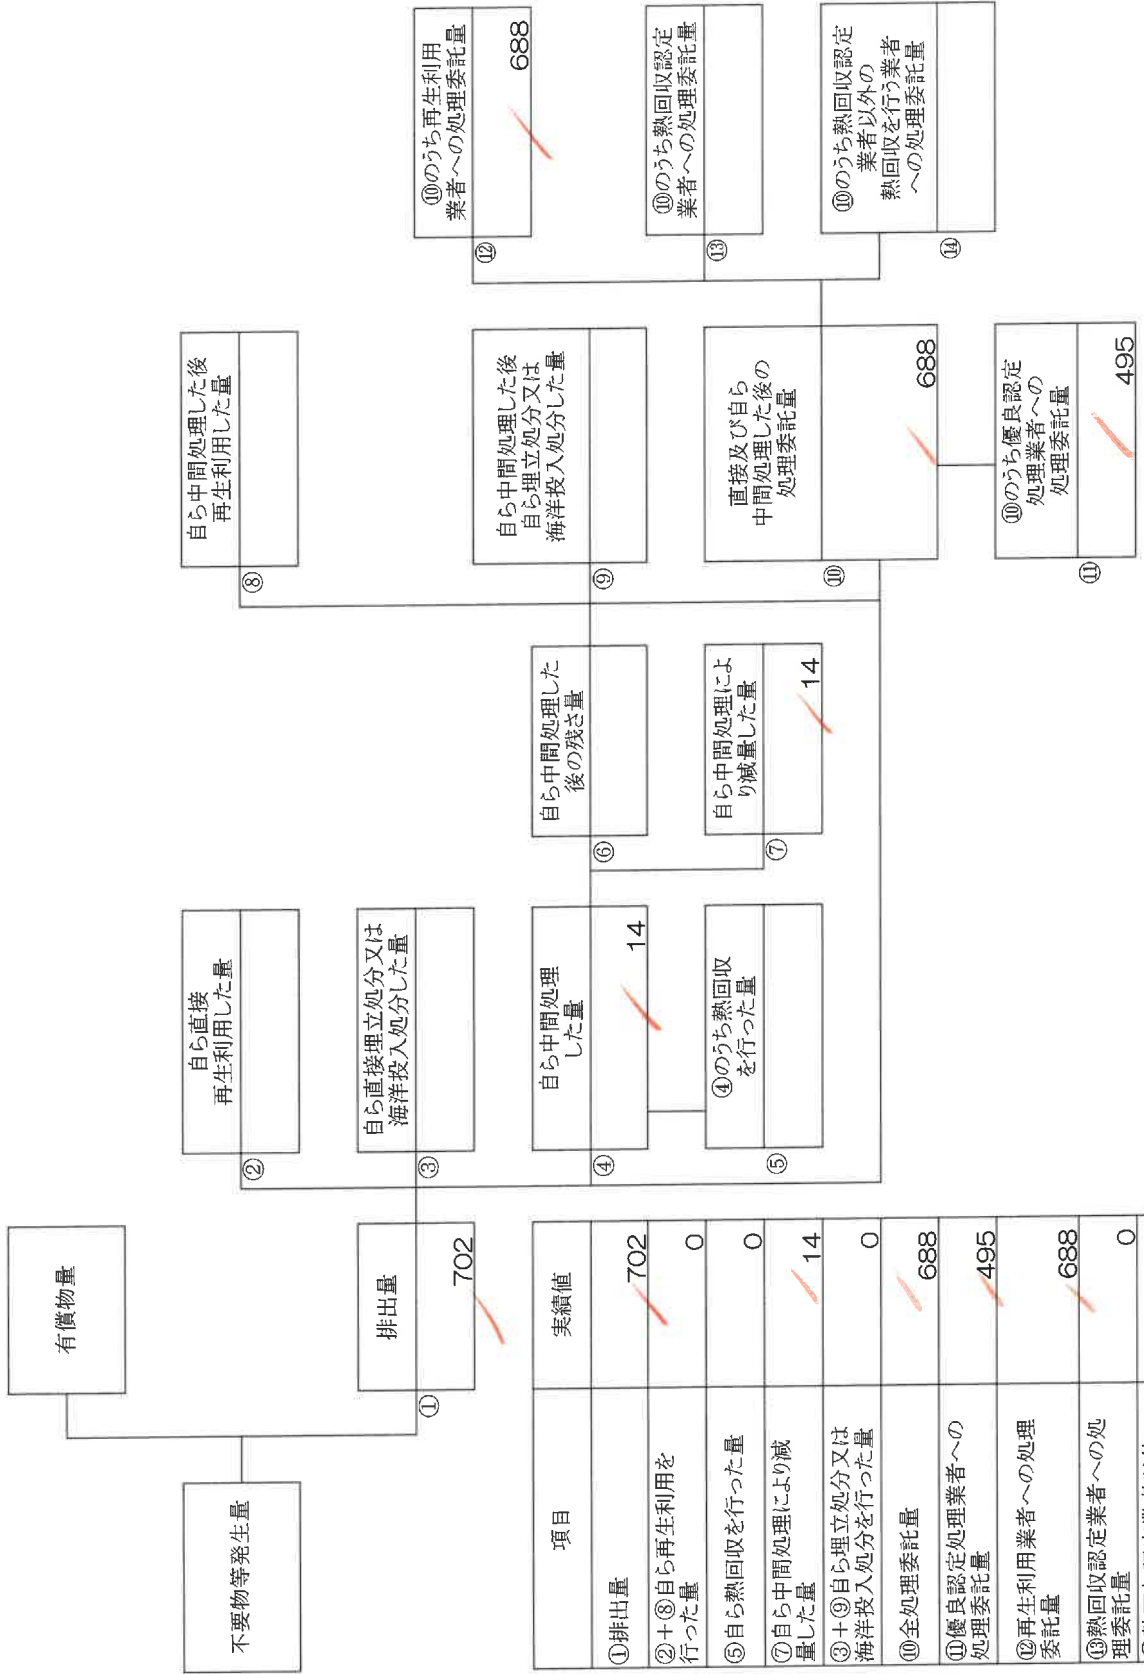 不要物等発生量
有償物量
排出量
①
702
自ら直接
再生利用した量
②
自ら直接埋立処分又は
海洋投入処分した量
③
自ら中間処理
した量
④
14
④のうち熱回収
を行った量
⑤
自ら中間処理した
後の残さ量
⑥
自ら中間処理によ
り減量した量
⑦
14
自ら中間処理した後
再生利用した量
⑧
自ら中間処理した後
自ら埋立処分又は
海洋投入処分した量
⑨
直接及び自ら
中間処理した後の
処理委託量
⑩
688
⑩のうち優良認定
処理業者への
処理委託量
⑪
495
⑩のうち再生利用
業者への処理委託量
⑫
688
⑩のうち熱回収認定
業者への処理委託量
⑬
⑩のうち熱回収認定
業者以外の
熱回収を行う業者
への処理委託量
⑭
項目 実績値
①排出量 702
②+⑧自ら再生利用を
行った量 0
⑤自ら熱回収を行った量 0
⑦自ら中間処理により減
量した量 14
③+⑨自ら埋立処分又は
海洋投入処分を行った量 0
⑩全処理委託量 688
⑪優良認定処理業者への
処理委託量 495
⑫再生利用業者への処理
委託量 688
⑬熱回収認定業者への処
理委託量 0